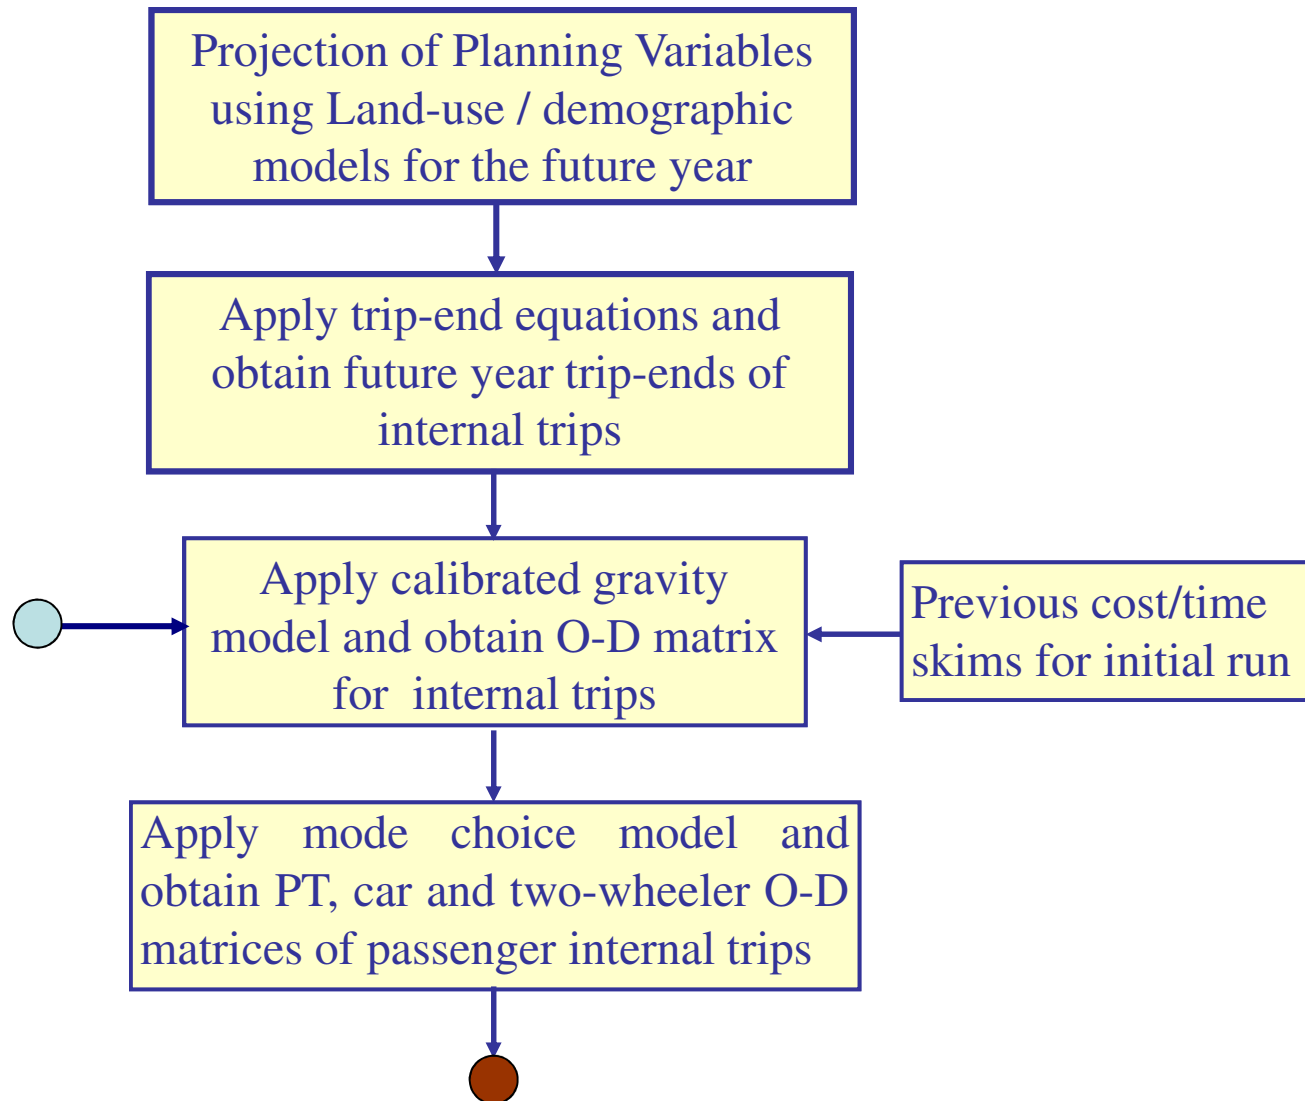 Projection of Planning Variables
using Land-use / demographic
models for the future year
Apply trip-end equations and
obtain future year trip-ends of
internal trips
Apply calibrated gravity
model and obtain O-D matrix
for internal trips
Previous cost/time
skims for initial run
Apply mode choice model and
obtain PT, car and two-wheeler O-D
matrices of passenger internal trips